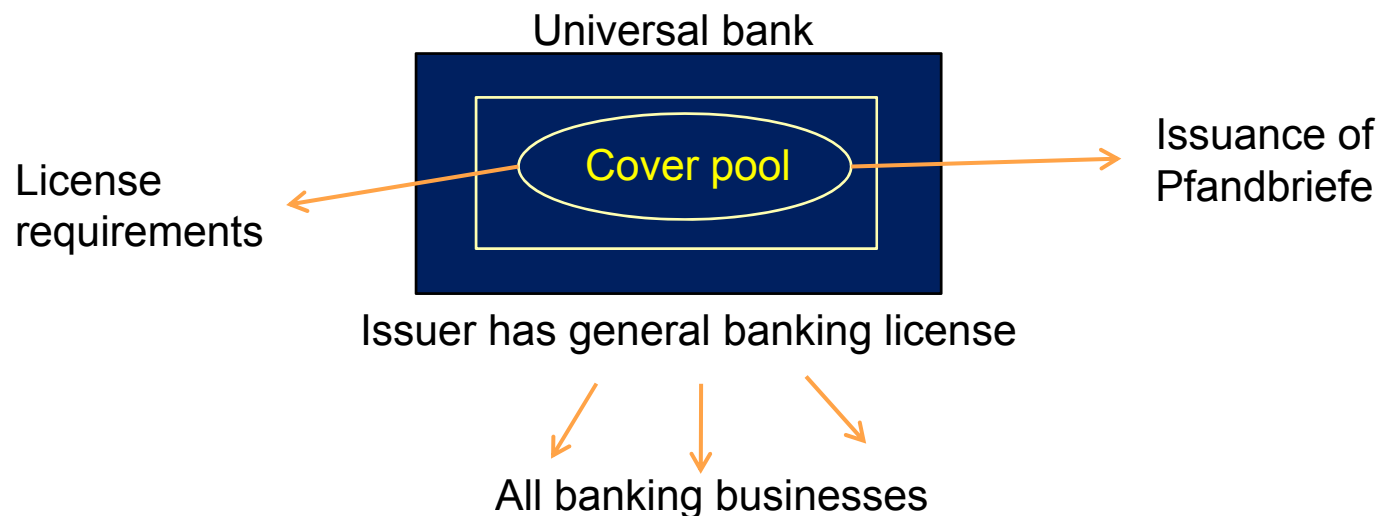 Universal bank
Cover pool
License
requirements
Issuance of
Pfandbriefe
Issuer has general banking license
All banking businesses